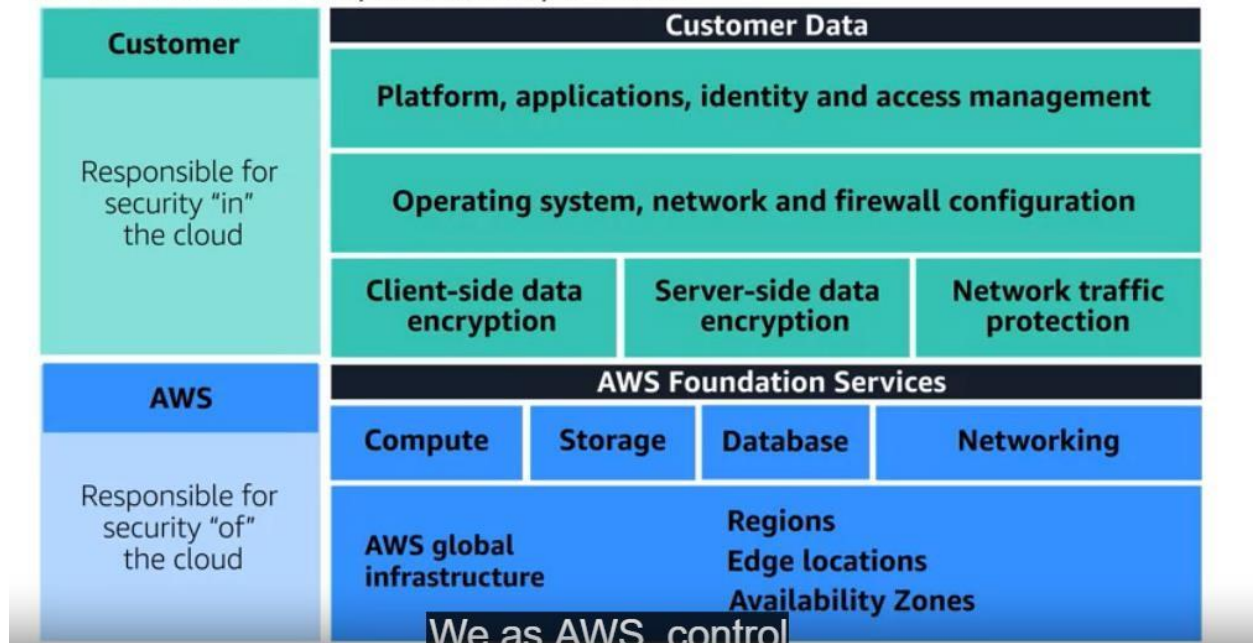 Customer
Responsible for
security “in”
the cloud
Customer Data
Platform, applications, identity and access management
Operating system, network and firewall configuration
Client-side data
encryption
Server-side data
encryption
Network traffic
protection
AWS
Responsible for
security “of”
the cloud
AWS Foundation Services
Compute
Storage
Database
Networking
AWS global
infrastructure
Regions
Edge locations
Availability Zones
We as AWS, control